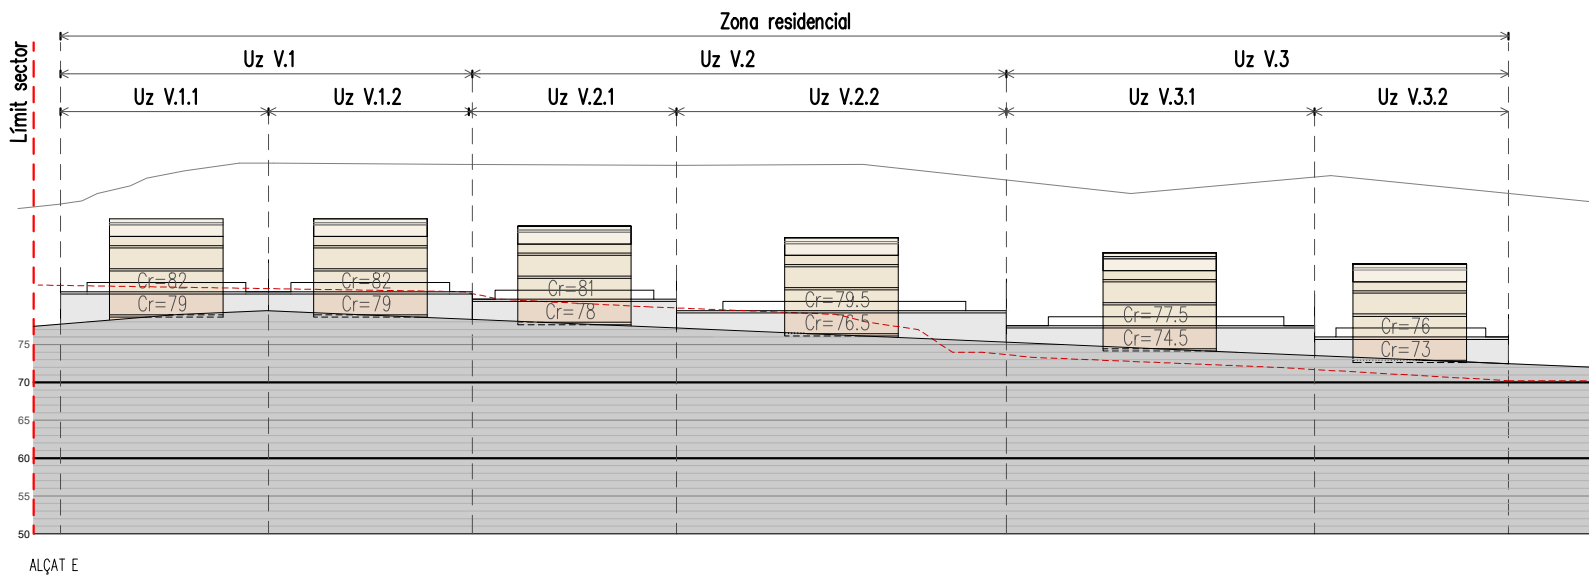 Zona residencial
Límit sector
Uz V.1
Uz V.2
Uz V.3
Uz V.1.1
Uz V.1.2
Uz V.2.1
Uz V.2.2
Uz V.3.1
Uz V.3.2
Cr=82
Cr=79
Cr=82
Cr=79
Cr=81
Cr=78
Cr=79.5
Cr=76.5
Cr=77.5
Cr=74.5
Cr=76
Cr=73
75
70
65
60
55
50
ALÇAT E